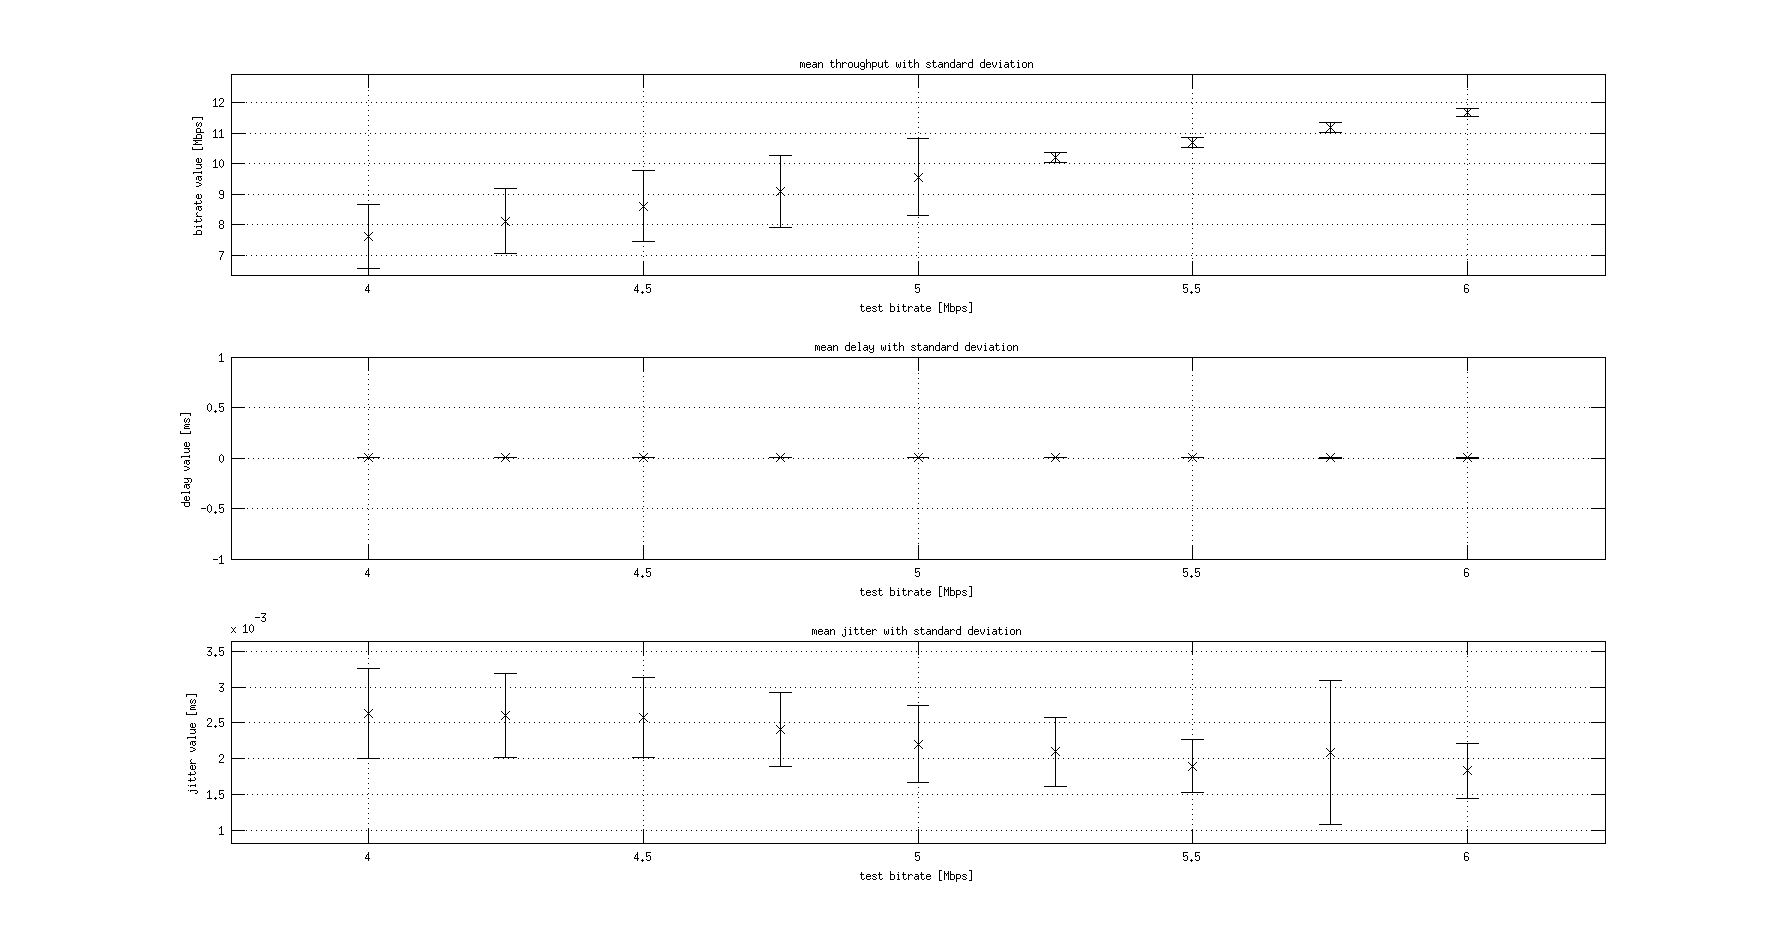 mean throughput with standard deviation
12
11
10
9
8
7
bitrate value [Mbps]
4 4.5 5 5.5 6
test bitrate [Mbps]
mean delay with standard deviation
1
0.5
0
-0.5
-1
delay value [ms]
4 4.5 5 5.5 6
test bitrate [Mbps]
x 10^-3
mean jitter with standard deviation
3.5
3
2.5
2
1.5
1
jitter value [ms]
4 4.5 5 5.5 6
test bitrate [Mbps]